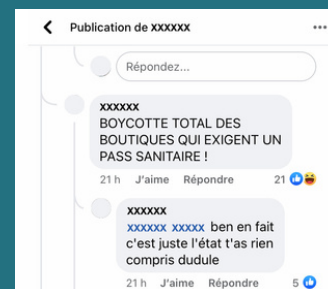 Publication de xxxxxx
Répondez...
xxxxxx
BOYCOTTE TOTAL DES
BOUTIQUES QUI EXIGENT UN
PASS SANITAIRE !
21 h J'aime Répondre 21
xxxxxx
xxxxxx xxxxx ben en fait
c'est juste l'état t'as rien
compris dudule
21 h J'aime Répondre 5